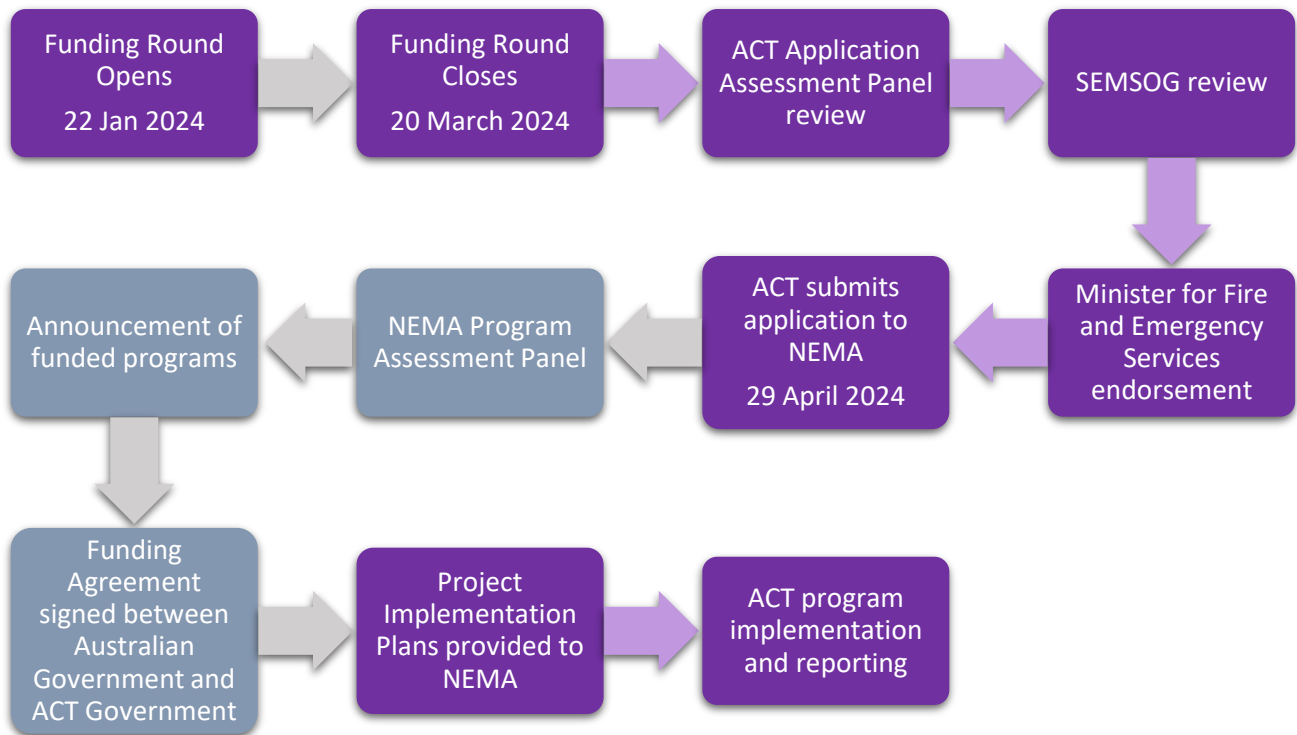 Funding Round
Opens
22 Jan 2024
Funding Round
Closes
20 March 2024
ACT Application
Assessment Panel
review
SEMSOG review
Minister for Fire
and Emergency
Services
endorsement
ACT submits
application to
NEMA
29 April 2024
NEMA Program
Assessment Panel
Announcement of
funded programs
Funding
Agreement
signed between
Australian
Government and
ACT Government
Project
Implementation
Plans provided to
NEMA
ACT program
implementation
and reporting